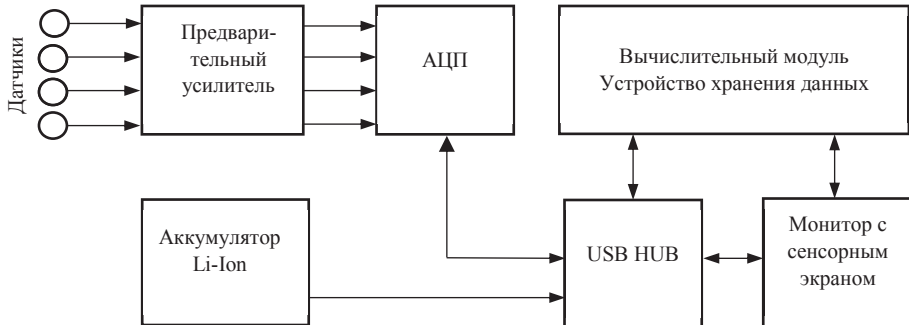 Датчики
Предвари-
тельный
усилитель
АЦП
Вычислительный модуль
Устройство хранения данных
Аккумулятор
Li-Ion
USB HUB
Монитор с
сенсорным
экраном